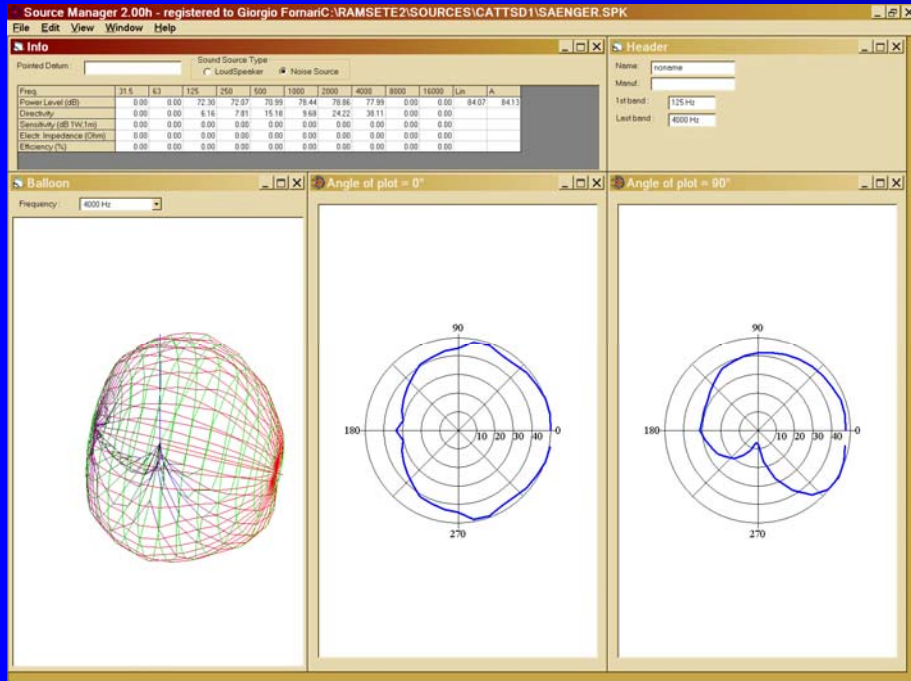 Source Manager 2.00h - registered to Giorgio FornariC:\RAMSETE2\SOURCES\CATTSD1\SAENGER.SPK
File Edit View Window Help
Info
Pointed Datum :
Sound Source Type
LoudSpeaker Noise Source
Freq. 31.5 63 125 250 500 1000 2000 4000 8000 16000 Lin A
Power Level (dB) 0.00 0.00 72.30 72.07 70.99 78.44 78.86 77.99 0.00 0.00 84.07 84.13
Directivity 0.00 0.00 6.16 7.81 15.18 9.68 24.22 38.11 0.00 0.00
Sensitivity (dB 1W,1m) 0.00 0.00 0.00 0.00 0.00 0.00 0.00 0.00 0.00 0.00
Electr. Impedance (Ohm) 0.00 0.00 0.00 0.00 0.00 0.00 0.00 0.00 0.00 0.00
Efficiency (%) 0.00 0.00 0.00 0.00 0.00 0.00 0.00 0.00 0.00 0.00
Header
Name: noname
Manuf.:
1st band : 125 Hz
Last band : 4000 Hz
Balloon
Frequency : 4000 Hz
Angle of plot = 0°
90
180 10 20 30 40 0
270
Angle of plot = 90°
90
180 10 20 30 40 0
270